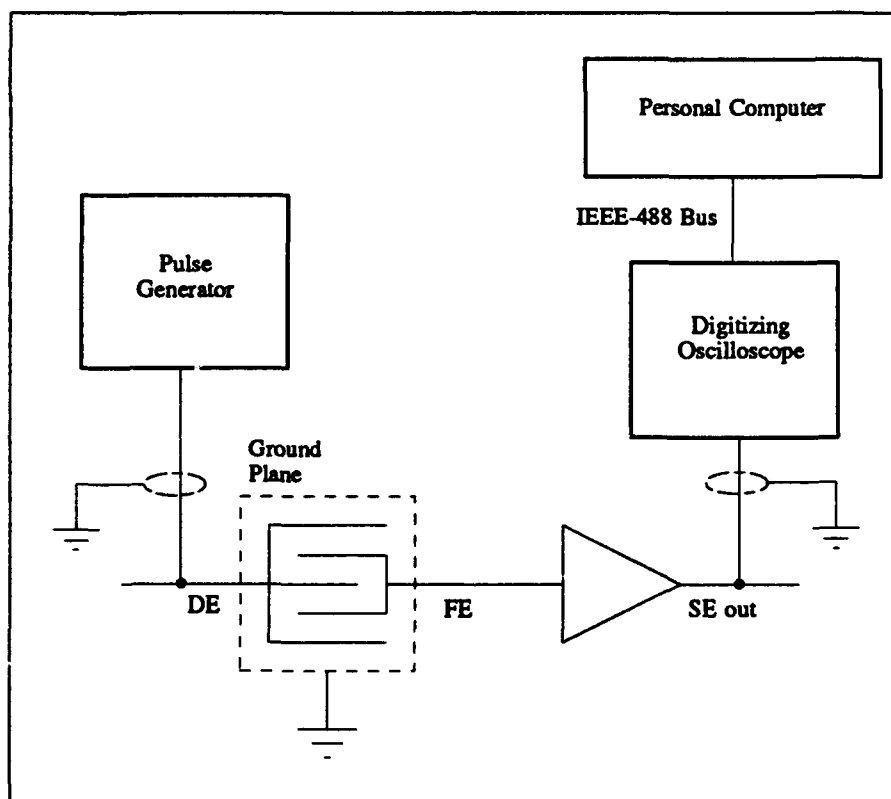 Personal Computer
IEEE-488 Bus
Pulse
Generator
Digitizing
Oscilloscope
Ground
Plane
DE
FE
SE out